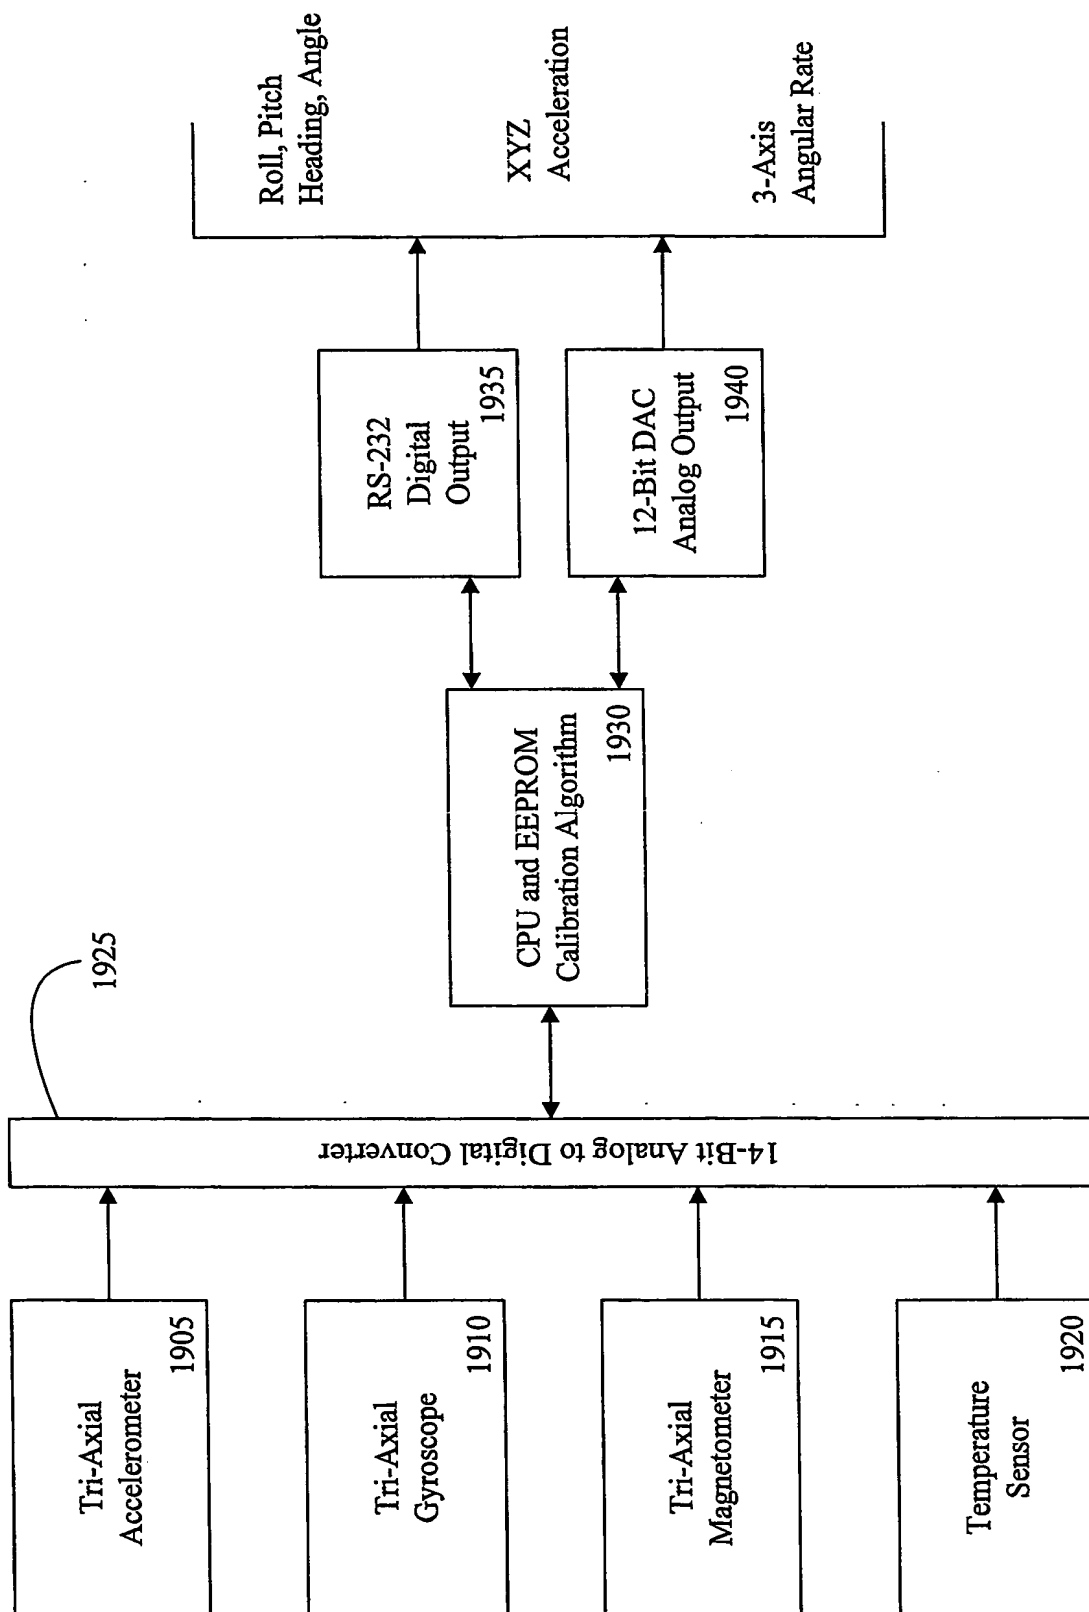 Tri-Axial
Accelerometer
1905
Tri-Axial
Gyroscope
1910
Tri-Axial
Magnetometer
1915
Temperature
Sensor
1920
14-Bit Analog to Digital Converter
1925
CPU and EEPROM
Calibration Algorithm
1930
RS-232
Digital
Output
1935
12-Bit DAC
Analog Output
1940
Roll, Pitch
Heading, Angle
XYZ
Acceleration
3-Axis
Angular Rate